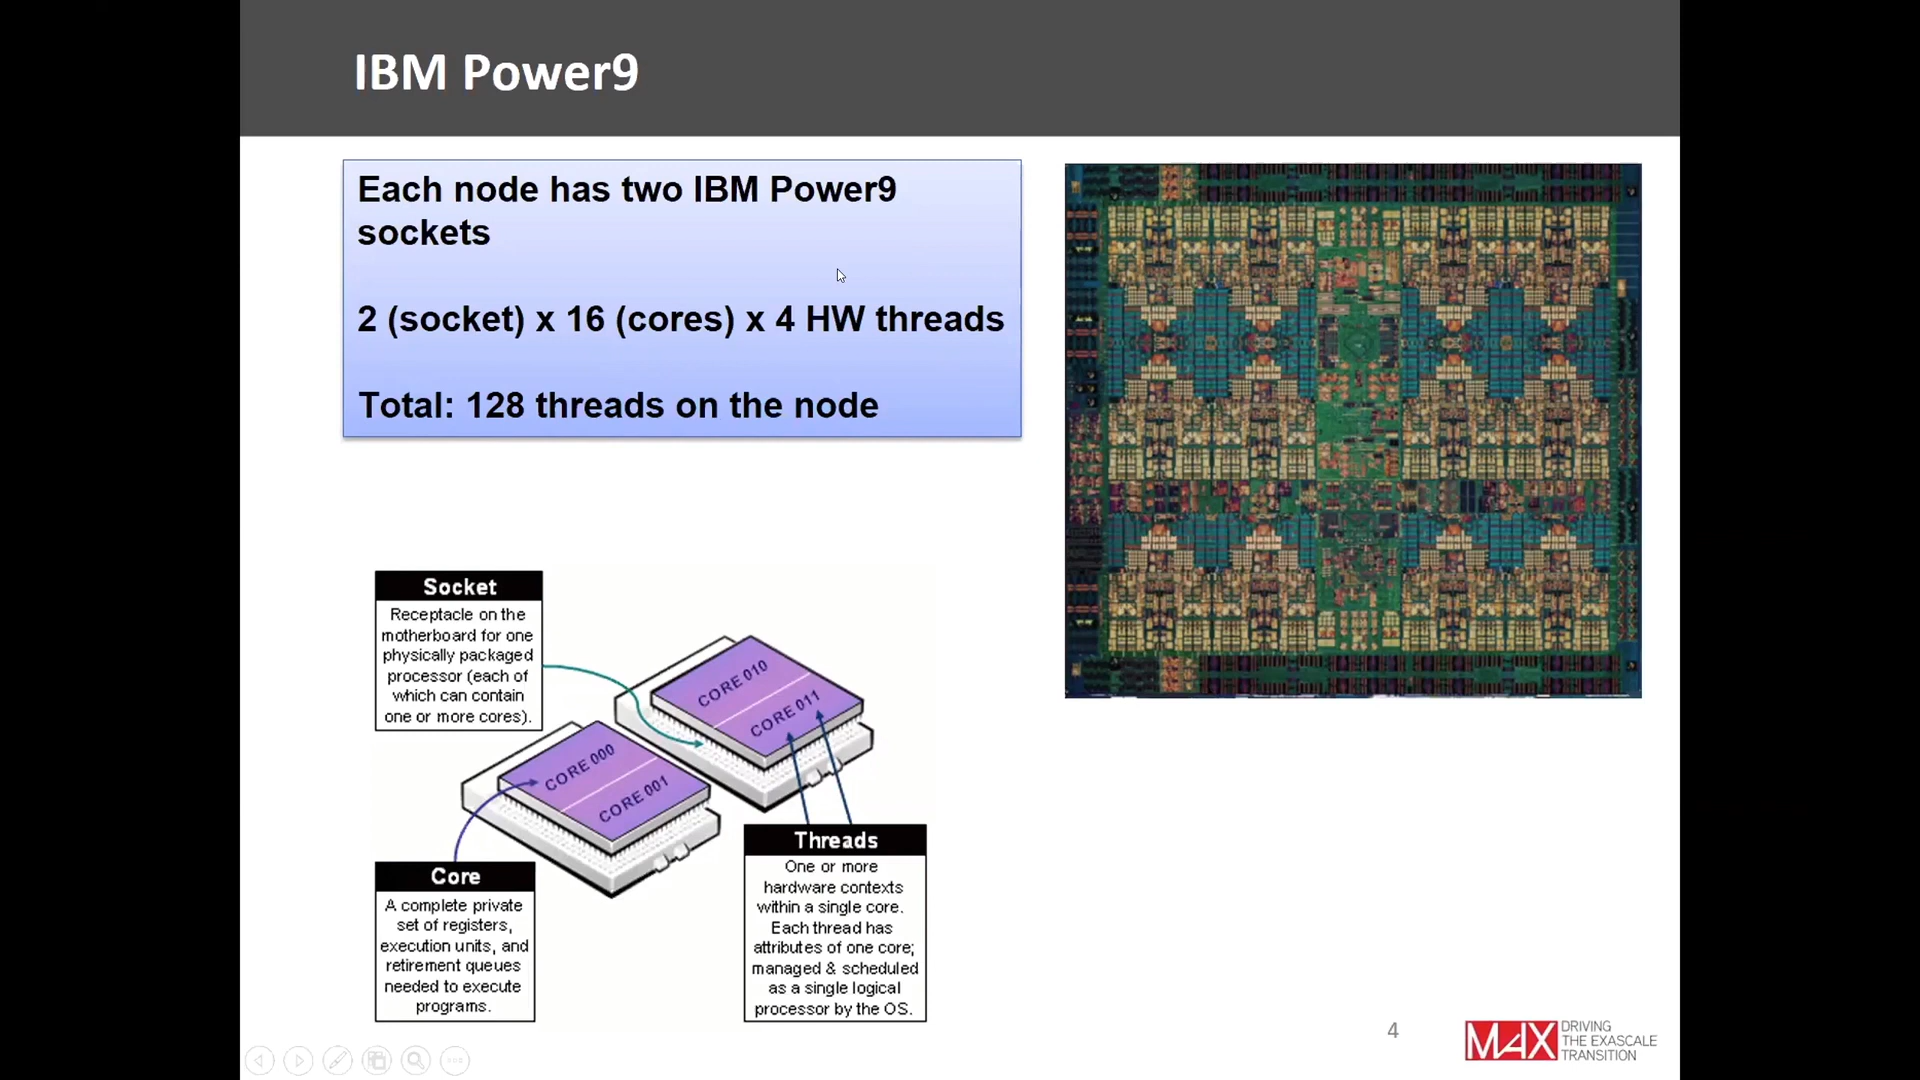 IBM Power9
Each node has two IBM Power9
sockets
2 (socket) x 16 (cores) x 4 HW threads
Total: 128 threads on the node
Socket
Receptacle on the
motherboard for one
physically packaged
processor (each of
which can contain
one or more cores).
CORE 010
CORE 011
CORE 000
CORE 001
Core
A complete private
set of registers,
execution units, and
retirement queues
needed to execute
programs.
Threads
One or more
hardware contexts
within a single core.
Each thread has
attributes of one core;
managed & scheduled
as a single logical
processor by the OS.
4
MAX
DRIVING
THE EXASCALE
TRANSITION